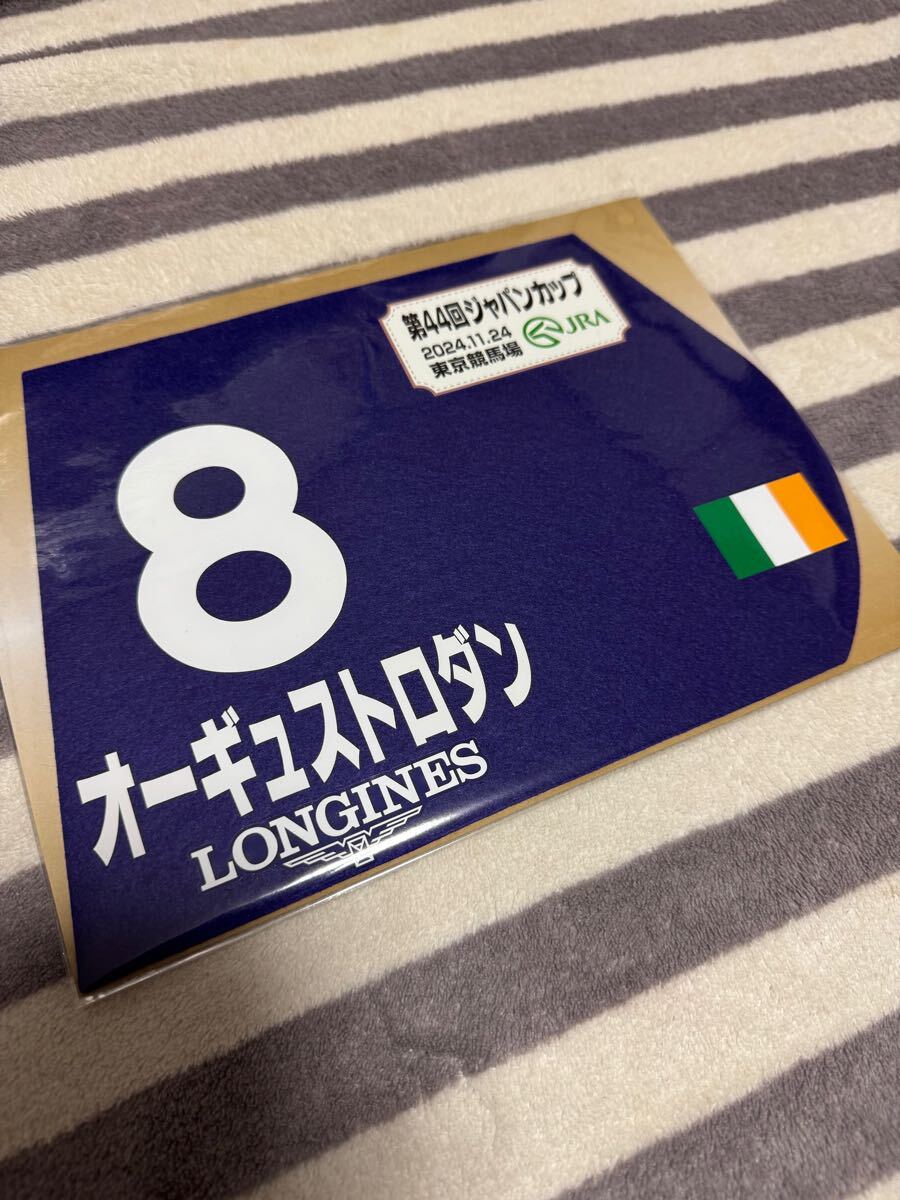 第44回ジャパンカップ
2024.11.24
東京競馬場
JRA
8
オーギュストロダン
LONGINES